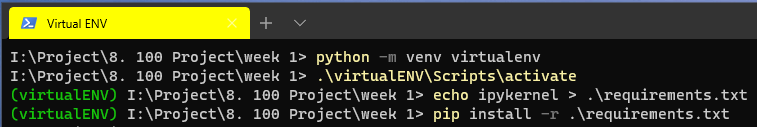 Virtual ENV
I:\Project\8. 100 Project\week 1> python -m venv virtualenv
I:\Project\8. 100 Project\week 1> .\virtualENV\Scripts\activate
(virtualENV) I:\Project\8. 100 Project\week 1> echo ipykernel > .\requirements.txt
(virtualENV) I:\Project\8. 100 Project\week 1> pip install -r .\requirements.txt